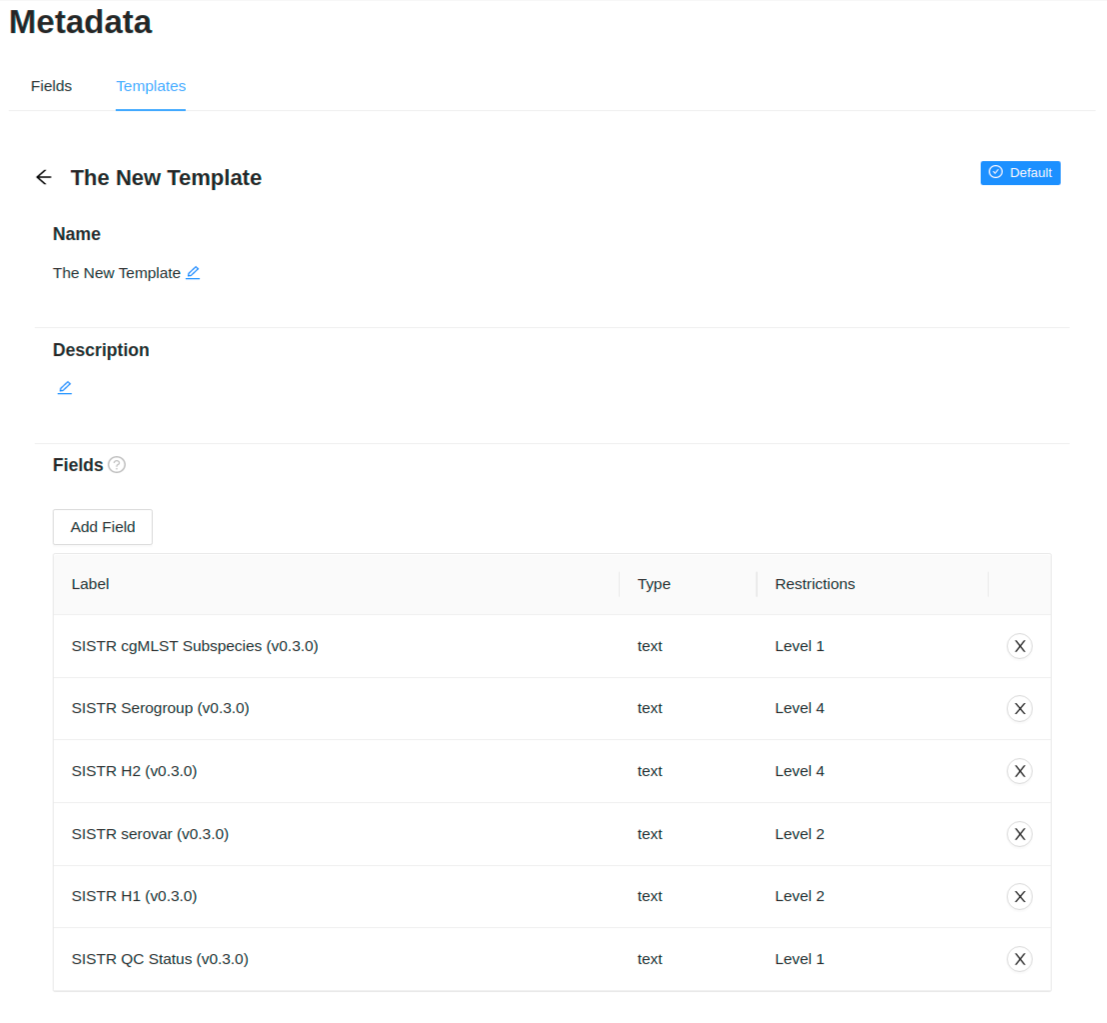 Metadata
Fields Templates
The New Template Default
Name
The New Template
Description
Fields ?
Add Field
Label Type Restrictions
SISTR cgMLST Subspecies (v0.3.0) text Level 1 X
SISTR Serogroup (v0.3.0) text Level 4 X
SISTR H2 (v0.3.0) text Level 4 X
SISTR serovar (v0.3.0) text Level 2 X
SISTR H1 (v0.3.0) text Level 2 X
SISTR QC Status (v0.3.0) text Level 1 X